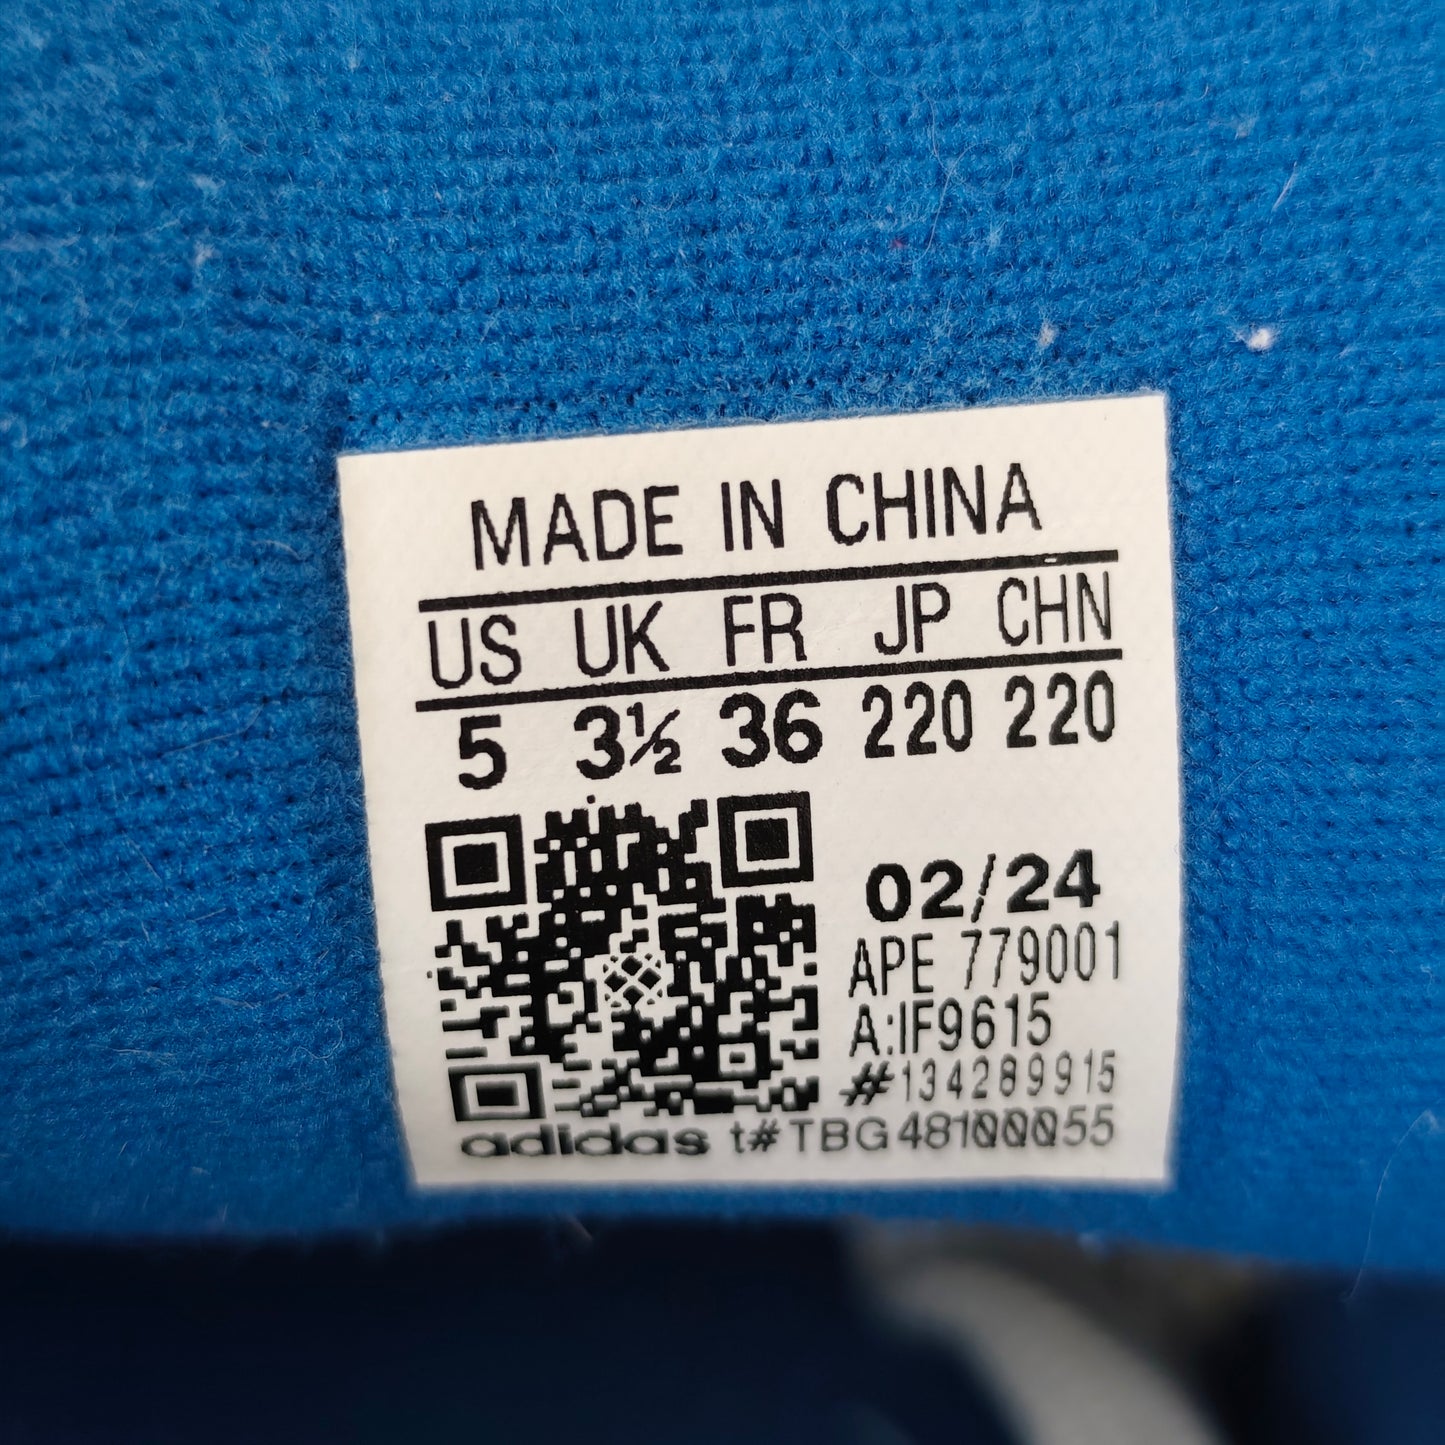 MADE IN CHINA
US UK FR JP CHN
5 3½ 36 220 220
02/24
APE 779001
A:IF9615
#134289915
adidas t#TBG48100055